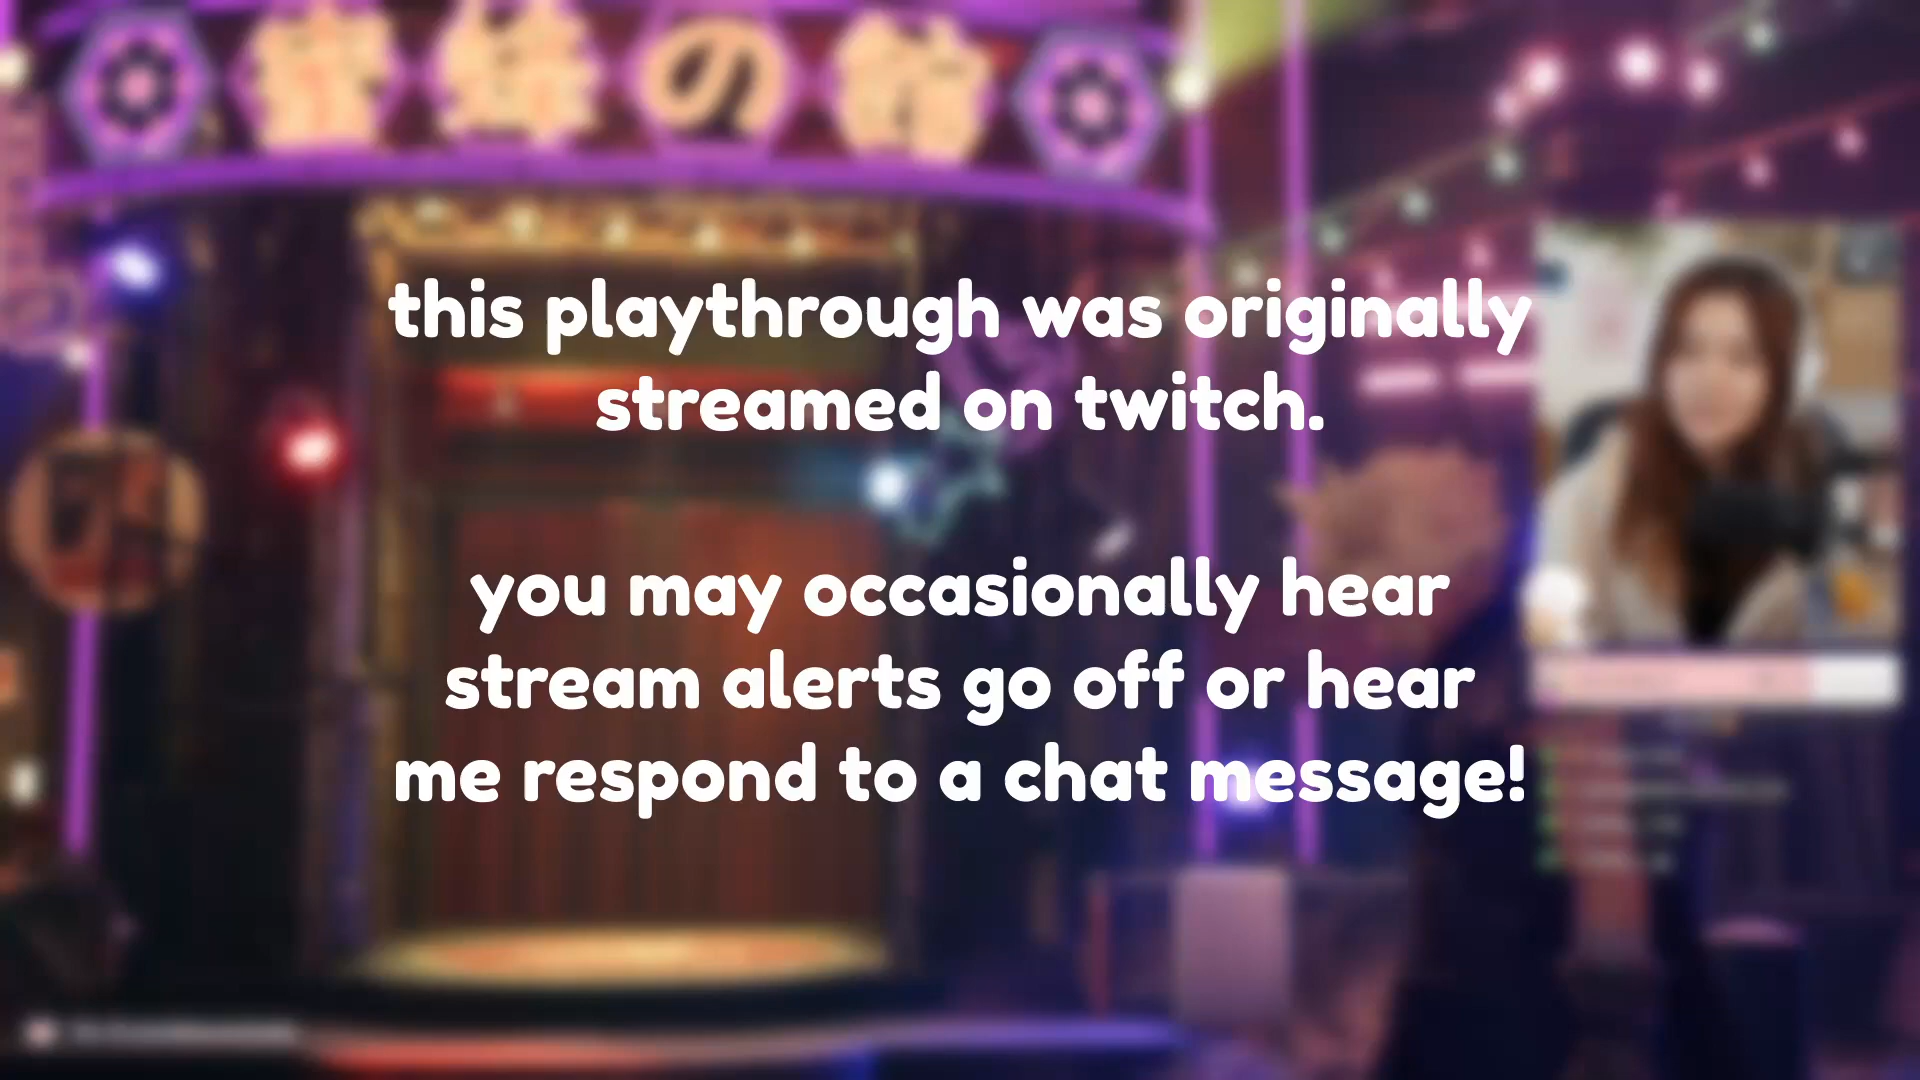 this playthrough was originally
streamed on twitch.
you may occasionally hear
stream alerts go off or hear
me respond to a chat message!
の